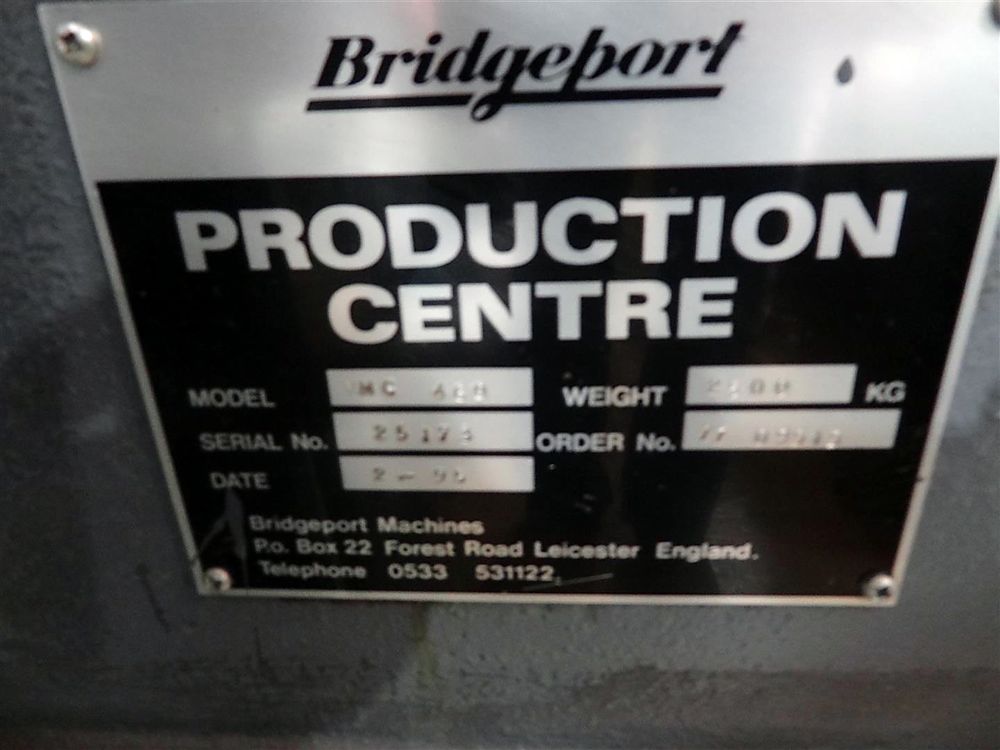 Bridgeport
PRODUCTION
CENTRE
MODEL WEIGHT KG
SERIAL No. ORDER No.
DATE
Bridgeport Machines
P.o. Box 22 Forest Road Leicester England.
Telephone 0533 531122